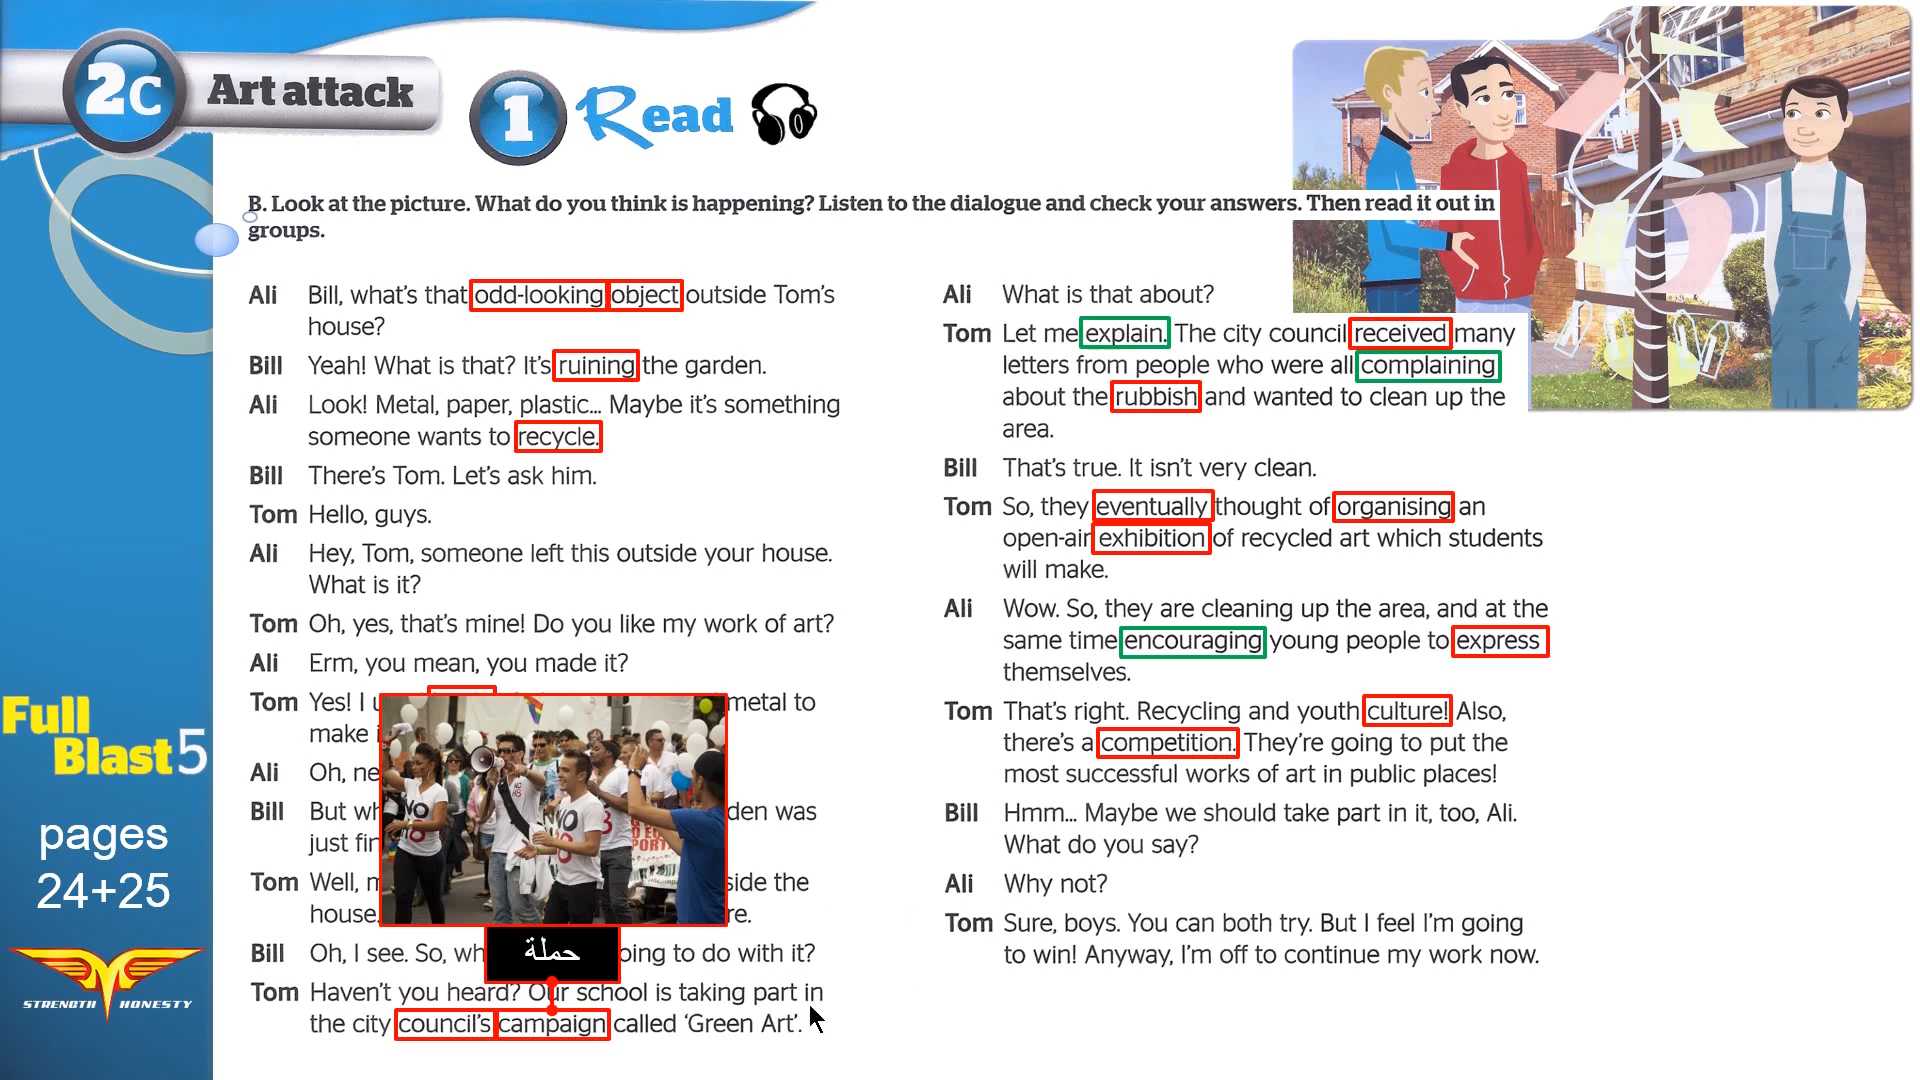 2c Art attack
1 Read
B. Look at the picture. What do you think is happening? Listen to the dialogue and check your answers. Then read it out in
groups.
Ali Bill, what's that odd-looking object outside Tom's
house?
Bill Yeah! What is that? It's ruining the garden.
Ali Look! Metal, paper, plastic... Maybe it's something
someone wants to recycle.
Bill There's Tom. Let's ask him.
Tom Hello, guys.
Ali Hey, Tom, someone left this outside your house.
What is it?
Tom Oh, yes, that's mine! Do you like my work of art?
Ali Erm, you mean, you made it?
Tom Yes! I metal to
make
Ali Oh,
Bill But was
just
Tom Well, the
house.
Bill Oh, I see. So, going to do with it?
حملة
Tom Haven't you heard? Our school is taking part in
the city council's campaign called 'Green Art'.
Ali What is that about?
Tom Let me explain. The city council received many
letters from people who were all complaining
about the rubbish and wanted to clean up the
area.
Bill That's true. It isn't very clean.
Tom So, they eventually thought of organising an
open-air exhibition of recycled art which students
will make.
Ali Wow. So, they are cleaning up the area, and at the
same time encouraging young people to express
themselves.
Tom That's right. Recycling and youth culture! Also,
there's a competition. They're going to put the
most successful works of art in public places!
Bill Hmm... Maybe we should take part in it, too, Ali.
What do you say?
Ali Why not?
Tom Sure, boys. You can both try. But I feel I'm going
to win! Anyway, I'm off to continue my work now.
Full
Blast 5
pages
24+25
STRENGTH HONESTY